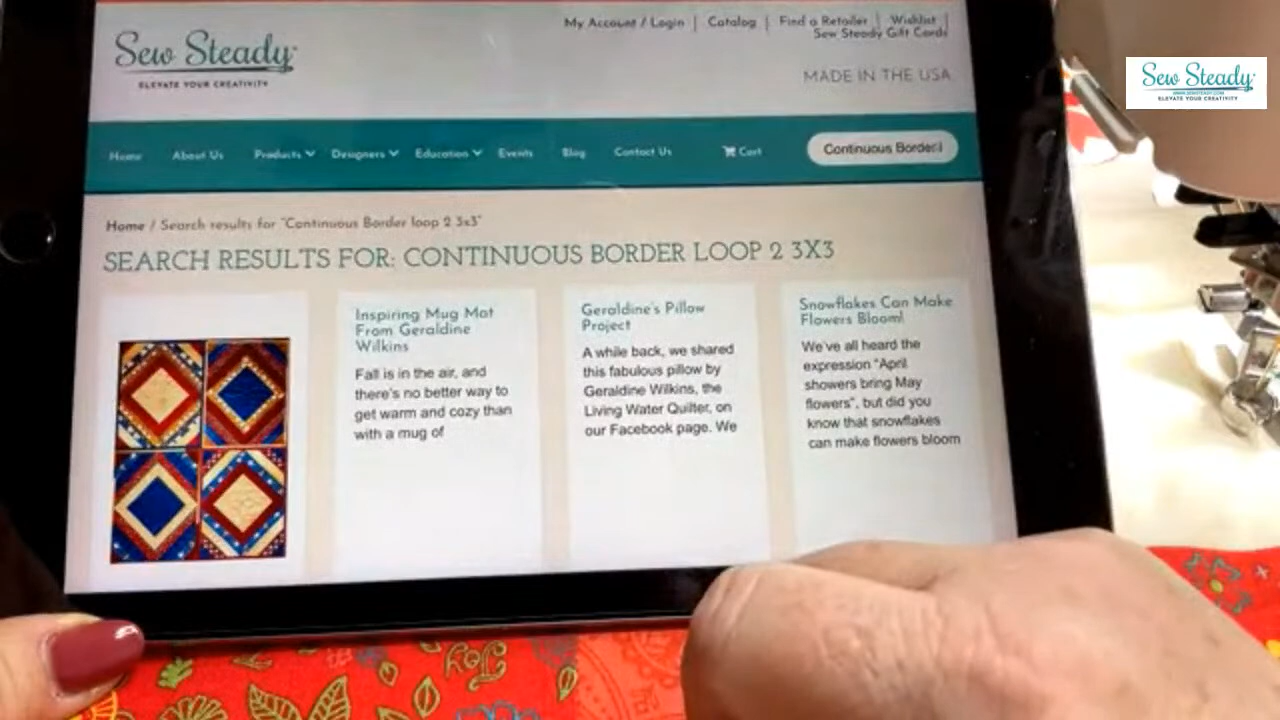 My Account / Login | Catalog | Find a Retailer | Wishlist |
Sew Steady Gift Cards
Sew Steady
ELEVATE YOUR CREATIVITY
MADE IN THE USA
Sew Steady
WWW.SEWSTEADY.COM
ELEVATE YOUR CREATIVITY
Home About Us Products Designers Education Events Blog Contact Us Cart Continuous Border l
Home / Search results for "Continuous Border loop 2 3x3"
SEARCH RESULTS FOR: CONTINUOUS BORDER LOOP 2 3X3
Inspiring Mug Mat
From Geraldine
Wilkins
Fall is in the air, and
there's no better way to
get warm and cozy than
with a mug of
Geraldine's Pillow
Project
A while back, we shared
this fabulous pillow by
Geraldine Wilkins, the
Living Water Quilter, on
our Facebook page. We
Snowflakes Can Make
Flowers Bloom!
We've all heard the
expression "April
showers bring May
flowers", but did you
know that snowflakes
can make flowers bloom
Joy